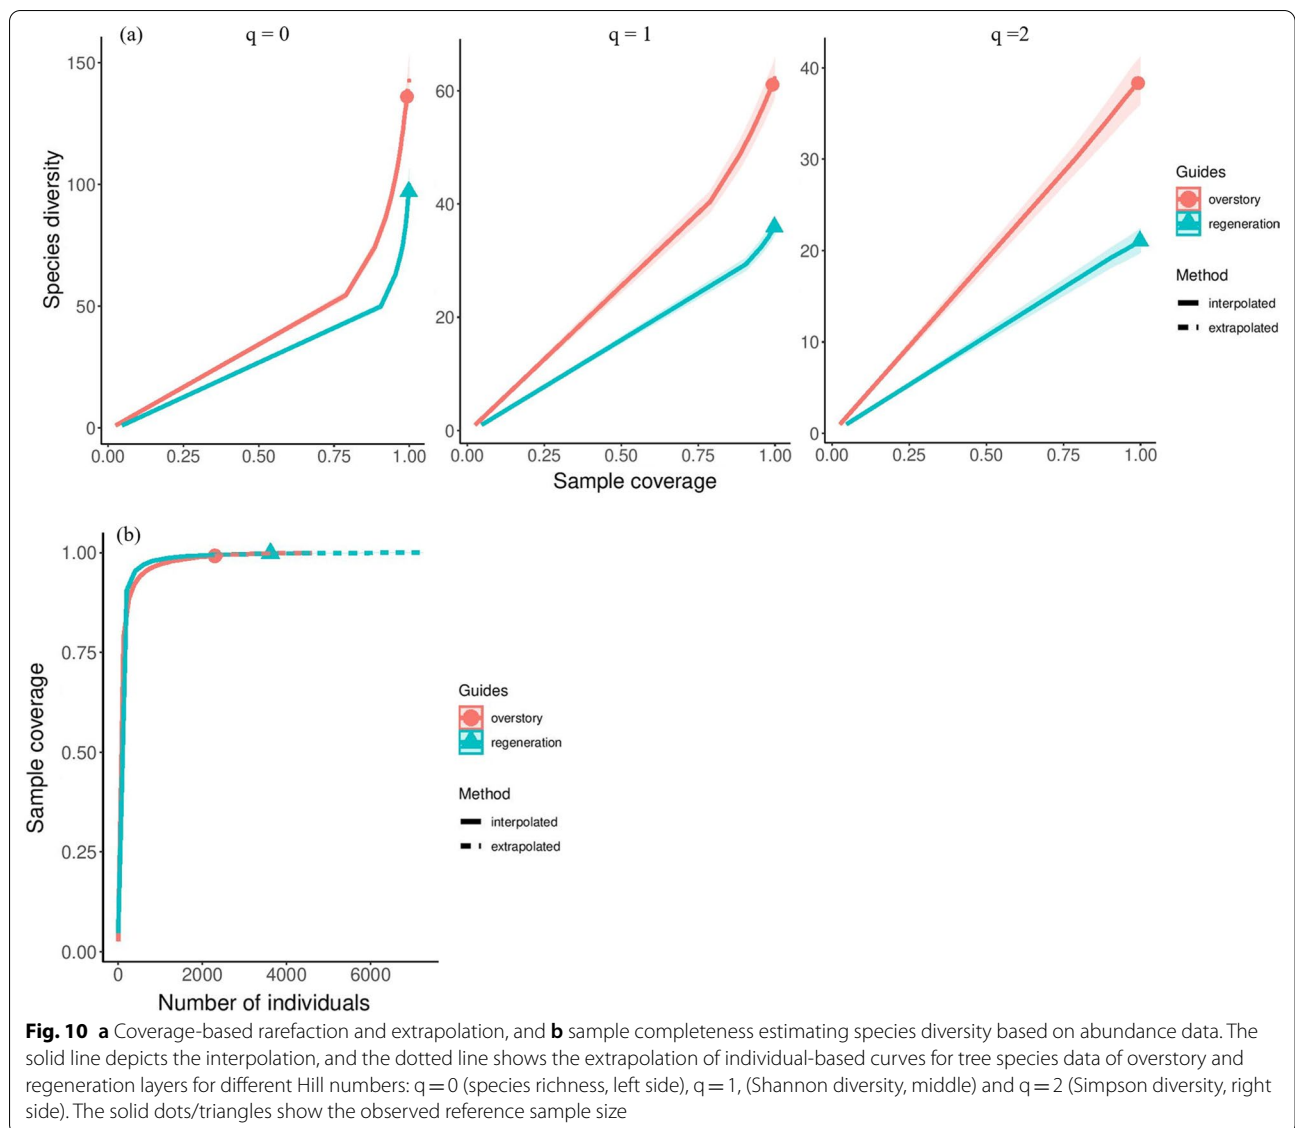 (a)
q = 0
q = 1
q =2
Species diversity
150
100
50
0
0.00 0.25 0.50 0.75 1.00
60
40
20
0
0.00 0.25 0.50 0.75 1.00
40
30
20
10
0
0.00 0.25 0.50 0.75 1.00
Sample coverage
Guides
overstory
regeneration
Method
interpolated
extrapolated
(b)
Sample coverage
1.00
0.75
0.50
0.25
0.00
0 2000 4000 6000
Number of individuals
Guides
overstory
regeneration
Method
interpolated
extrapolated
Fig. 10 a Coverage-based rarefaction and extrapolation, and b sample completeness estimating species diversity based on abundance data. The
solid line depicts the interpolation, and the dotted line shows the extrapolation of individual-based curves for tree species data of overstory and
regeneration layers for different Hill numbers: q = 0 (species richness, left side), q = 1, (Shannon diversity, middle) and q = 2 (Simpson diversity, right
side). The solid dots/triangles show the observed reference sample size